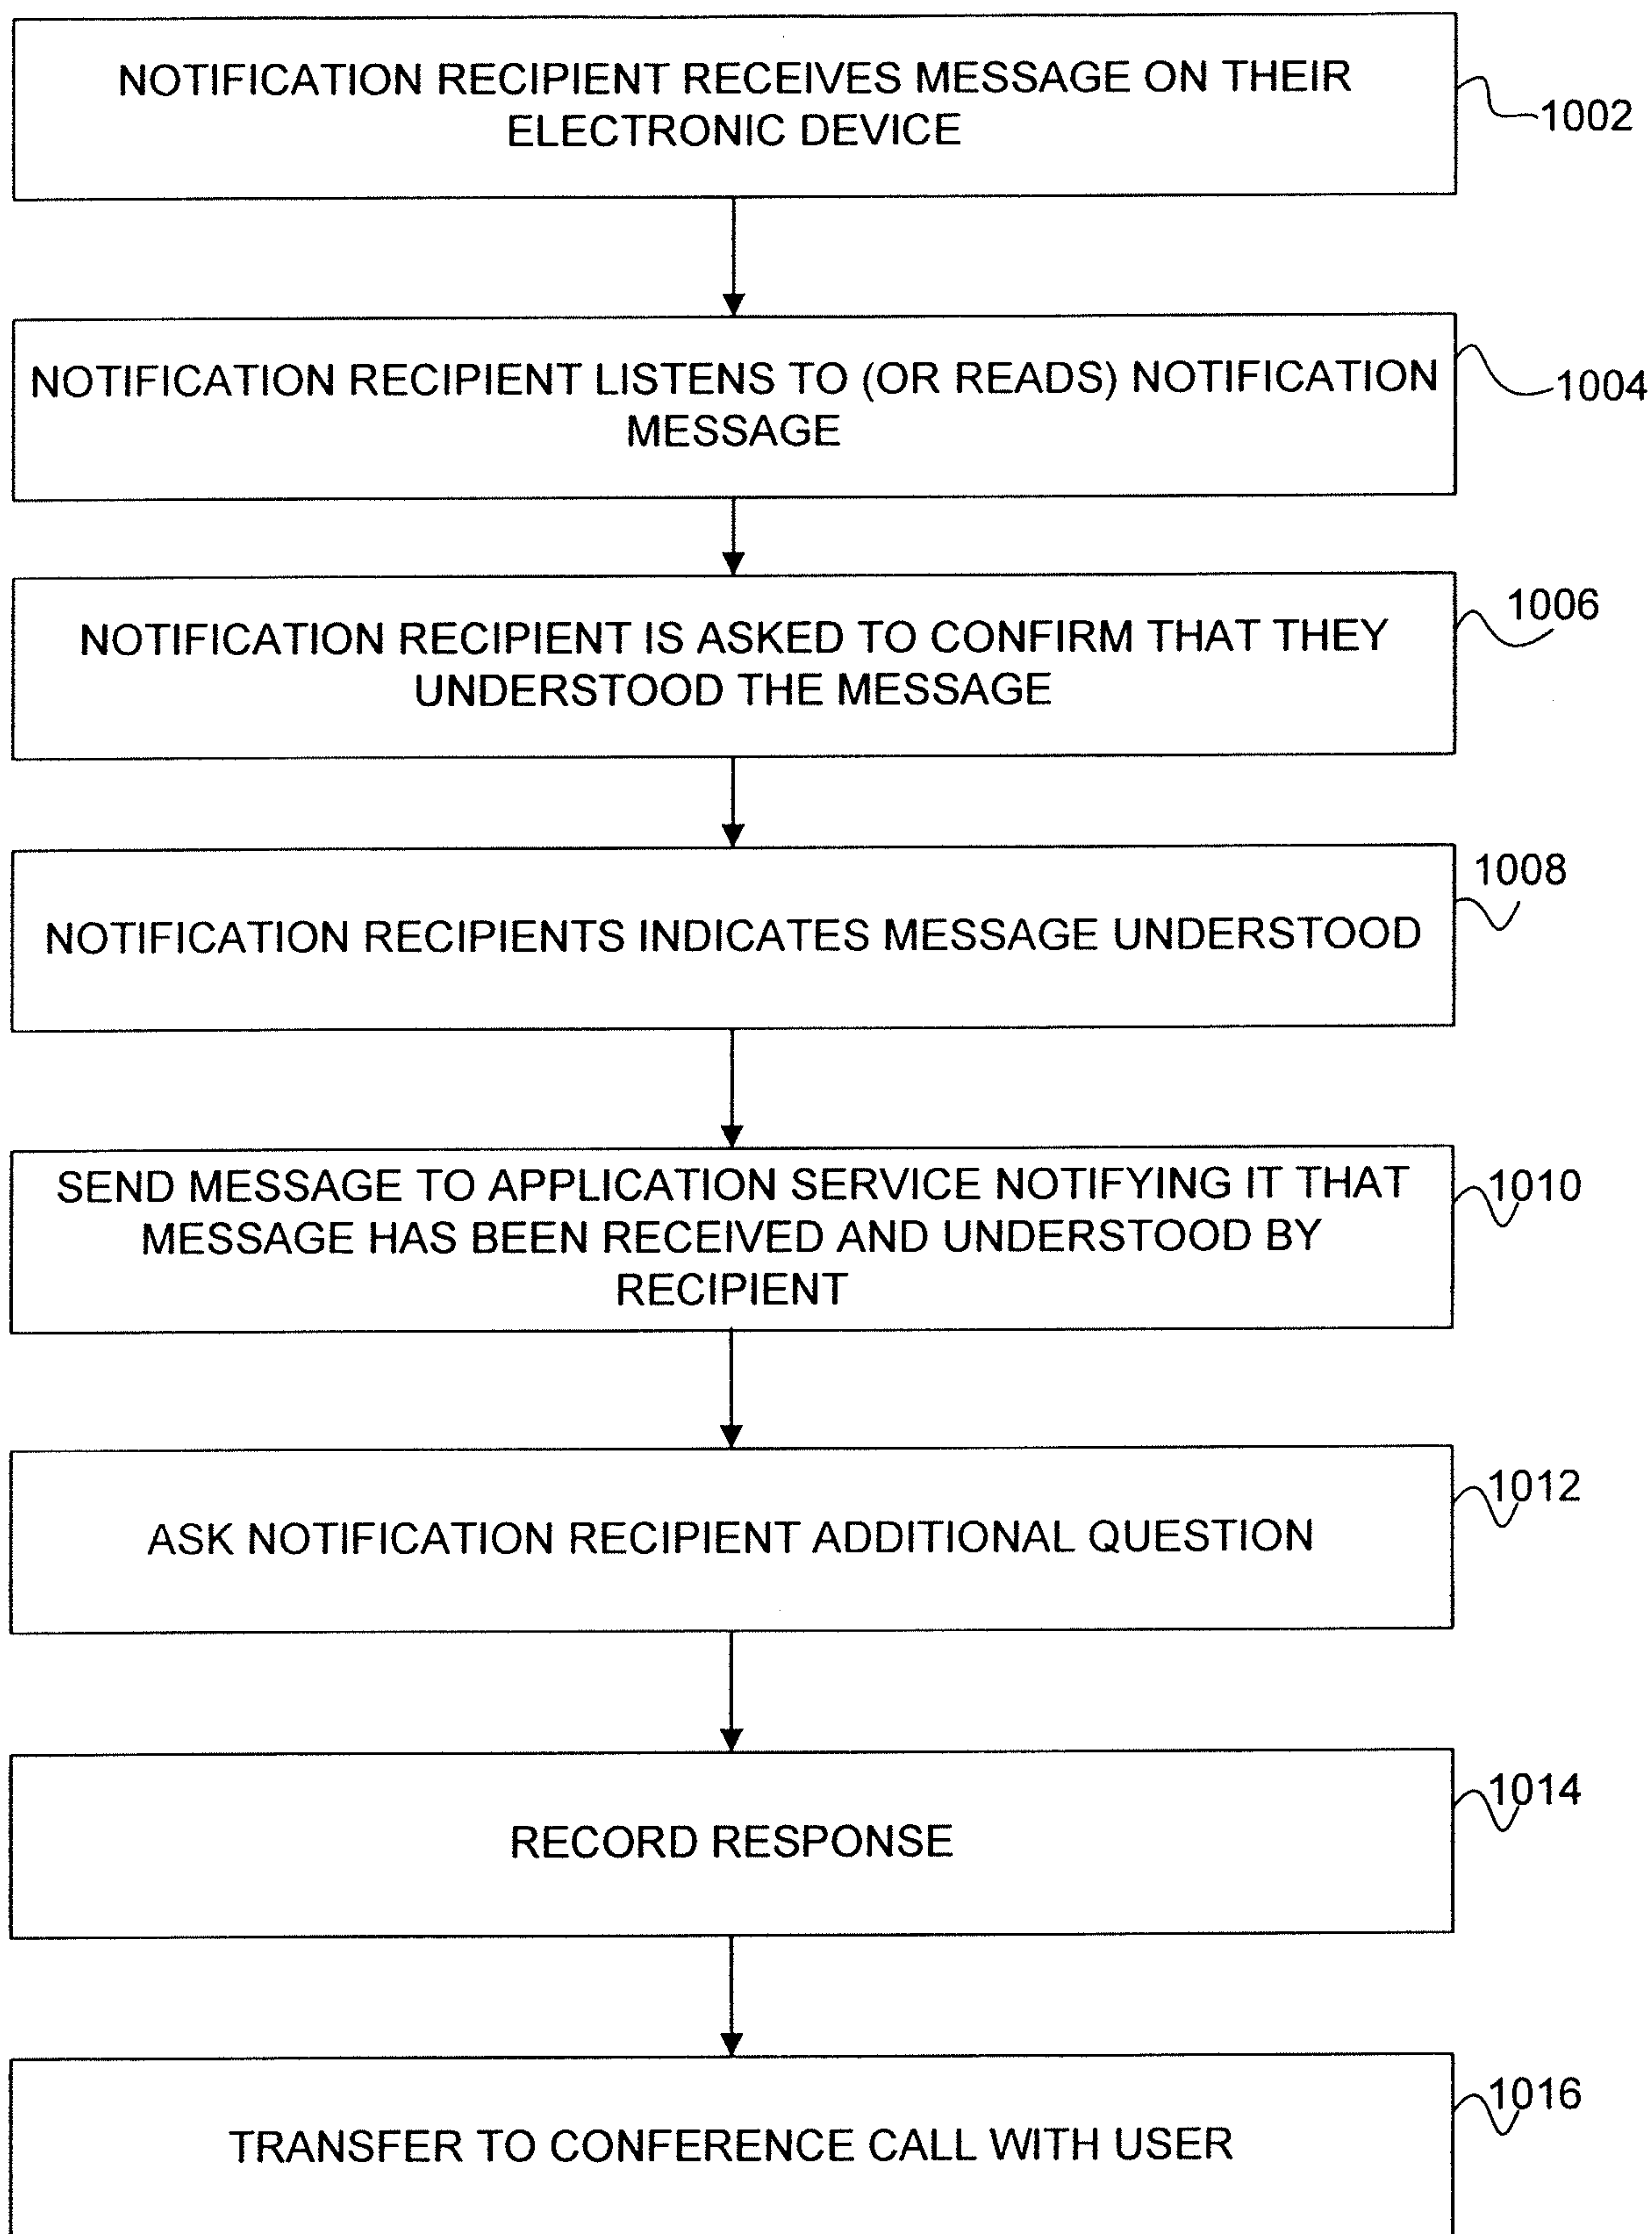 NOTIFICATION RECIPIENT RECEIVES MESSAGE ON THEIR
ELECTRONIC DEVICE
1002
NOTIFICATION RECIPIENT LISTENS TO (OR READS) NOTIFICATION
MESSAGE
1004
NOTIFICATION RECIPIENT IS ASKED TO CONFIRM THAT THEY
UNDERSTOOD THE MESSAGE
1006
NOTIFICATION RECIPIENTS INDICATES MESSAGE UNDERSTOOD
1008
SEND MESSAGE TO APPLICATION SERVICE NOTIFYING IT THAT
MESSAGE HAS BEEN RECEIVED AND UNDERSTOOD BY
RECIPIENT
1010
ASK NOTIFICATION RECIPIENT ADDITIONAL QUESTION
1012
RECORD RESPONSE
1014
TRANSFER TO CONFERENCE CALL WITH USER
1016